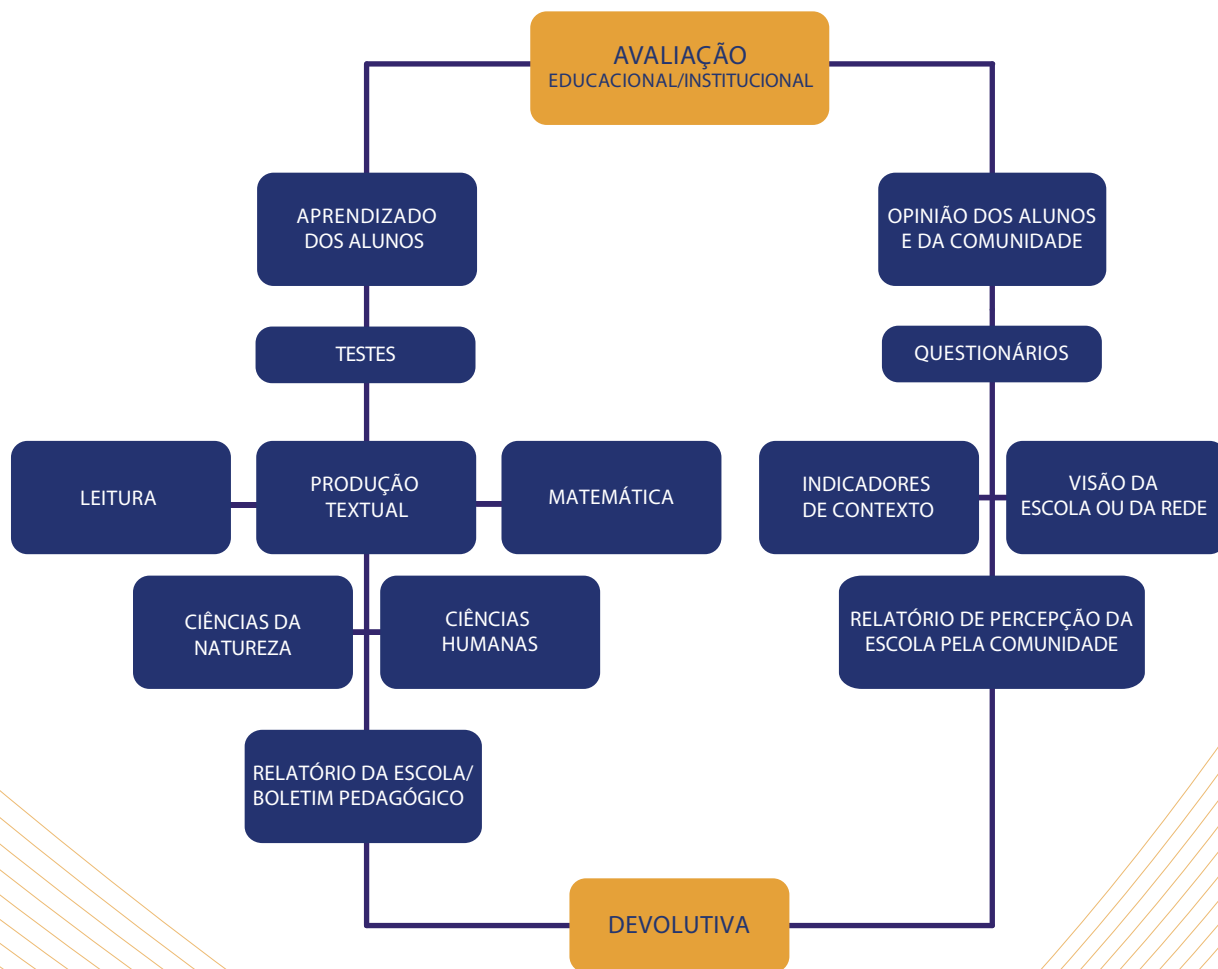 AVALIAÇÃO
EDUCACIONAL/INSTITUCIONAL
APRENDIZADO
DOS ALUNOS
OPINIÃO DOS ALUNOS
E DA COMUNIDADE
TESTES
QUESTIONÁRIOS
LEITURA
PRODUÇÃO
TEXTUAL
MATEMÁTICA
INDICADORES
DE CONTEXTO
VISÃO DA
ESCOLA OU DA REDE
CIÊNCIAS DA
NATUREZA
CIÊNCIAS
HUMANAS
RELATÓRIO DE PERCEPÇÃO DA
ESCOLA PELA COMUNIDADE
RELATÓRIO DA ESCOLA/
BOLETIM PEDAGÓGICO
DEVOLUTIVA